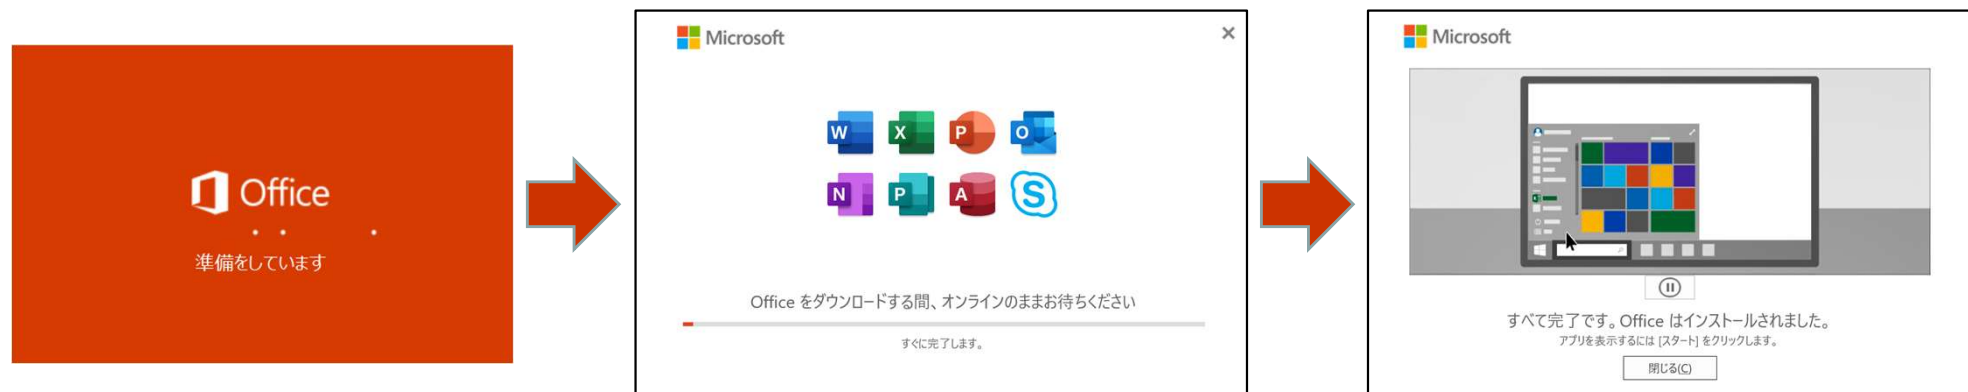 Office
準備をしています
Microsoft
W X P O
N P A S
Office をダウンロードする間、オンラインのままお待ちください
すぐに完了します。
Microsoft
すべて完了です。Office はインストールされました。
アプリを表示するには [スタート] をクリックします。
閉じる(C)